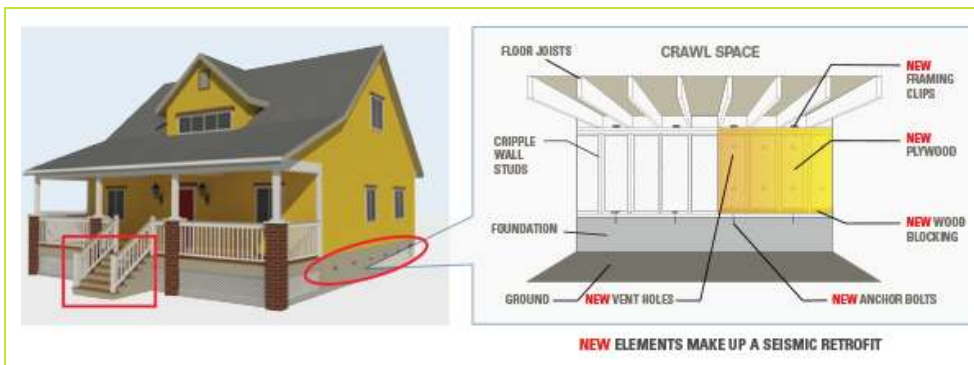 CRAWL SPACE
FLOOR JOISTS
NEW
FRAMING
CLIPS
CRIPPLE
WALL
STUDS
NEW
PLYWOOD
FOUNDATION
NEW WOOD
BLOCKING
GROUND
NEW VENT HOLES
NEW ANCHOR BOLTS
NEW ELEMENTS MAKE UP A SEISMIC RETROFIT